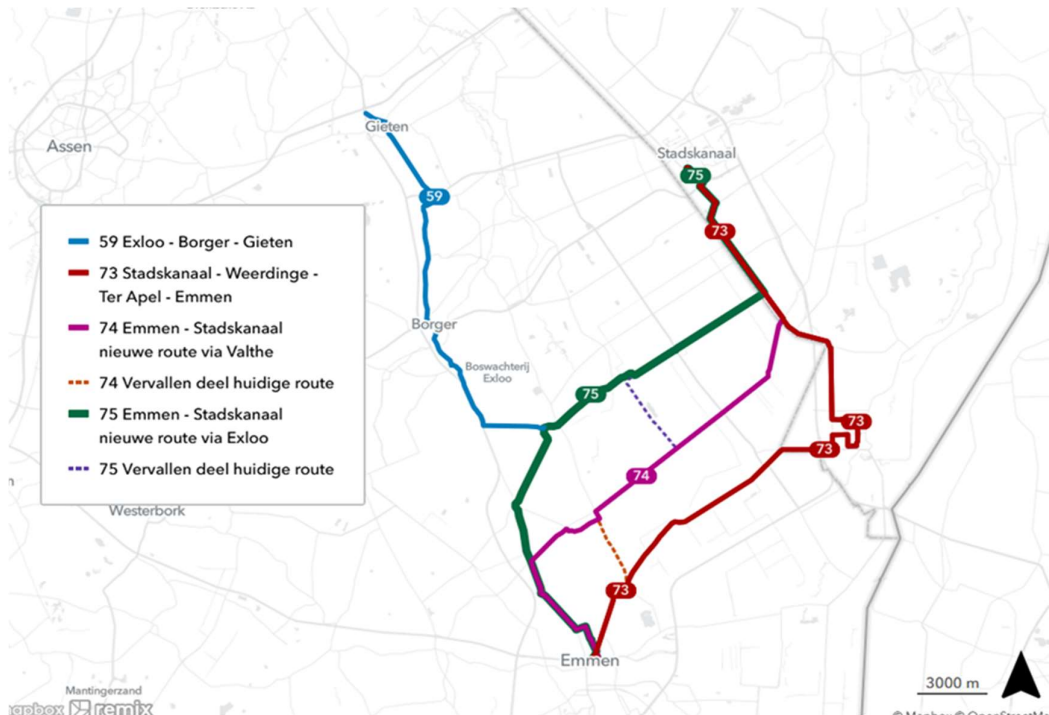 Assen
Gieten
59
Stadskanaal
75
73
59 Exloo - Borger - Gieten
73 Stadskanaal - Weerdinge -
Ter Apel - Emmen
74 Emmen - Stadskanaal
nieuwe route via Valthe
74 Vervallen deel huidige route
75 Emmen - Stadskanaal
nieuwe route via Exloo
75 Vervallen deel huidige route
Borger
Boswachterij
Exloo
75
73
73
74
Westerbork
73
Emmen
Mantingerzand
remix
3000 m